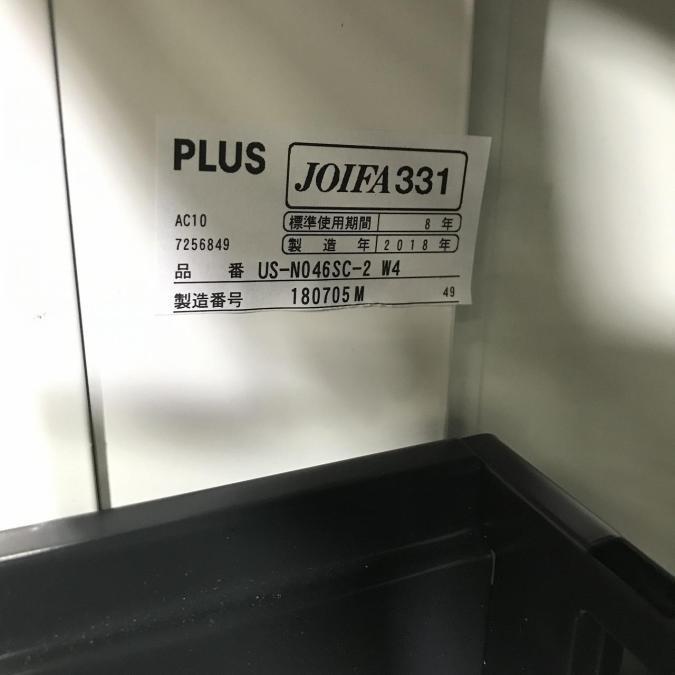 PLUS
JOIFA 331
AC10
標準使用期間 8 年
7256849
製造年 2018 年
品番 US-N046SC-2 W4
製造番号 180705M 49